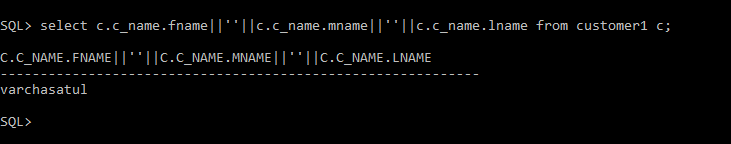 SQL> select c.c_name.fname||''||c.c_name.mname||''||c.c_name.lname from customer1 c;
C.C_NAME.FNAME||''||C.C_NAME.MNAME||''||C.C_NAME.LNAME
------------------------------------------------------------
varchasatul
SQL>